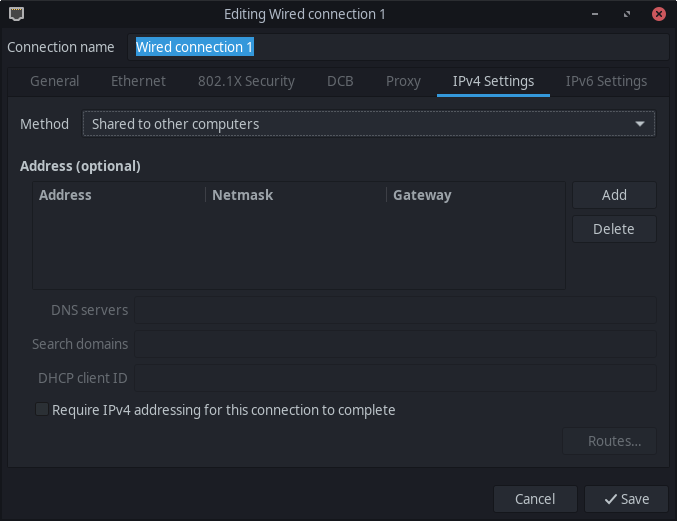 Editing Wired connection 1
Connection name Wired connection 1
General Ethernet 802.1X Security DCB Proxy IPv4 Settings IPv6 Settings
Method Shared to other computers
Address (optional)
Address Netmask Gateway
Add
Delete
DNS servers
Search domains
DHCP client ID
Require IPv4 addressing for this connection to complete
Routes...
Cancel Save